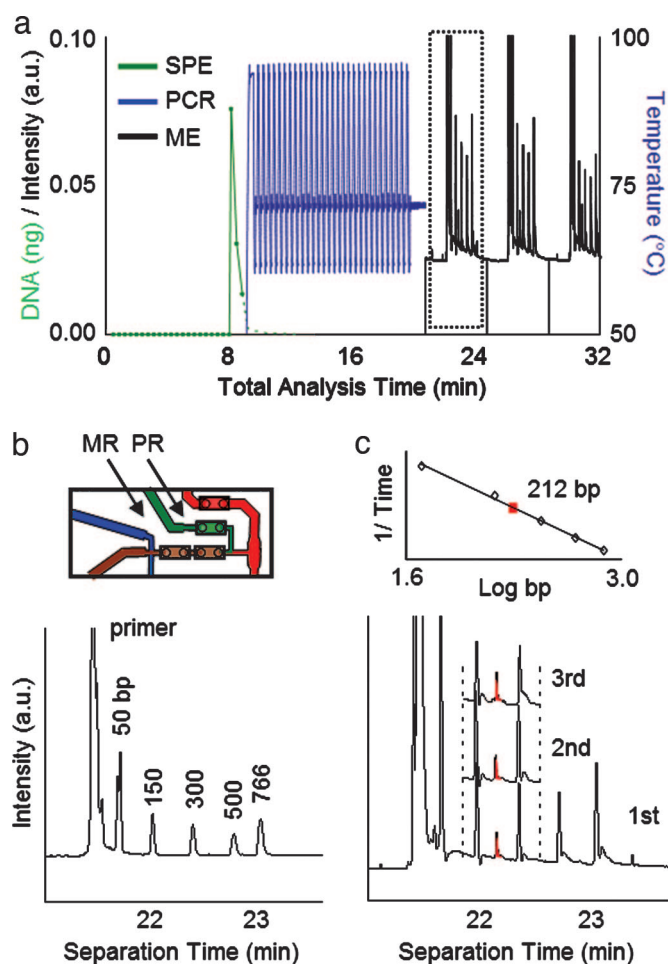 a
0.10
0.05
0.00
DNA (ng) / Intensity (a.u.)
SPE
PCR
ME
100
75
50
Temperature (°C)
0
8
16
24
32
Total Analysis Time (min)
b
MR PR
primer
50 bp
150
300
500
766
Intensity (a.u.)
22
23
Separation Time (min)
c
1/ Time
212 bp
1.6
3.0
Log bp
3rd
2nd
1st
22
23
Separation Time (min)